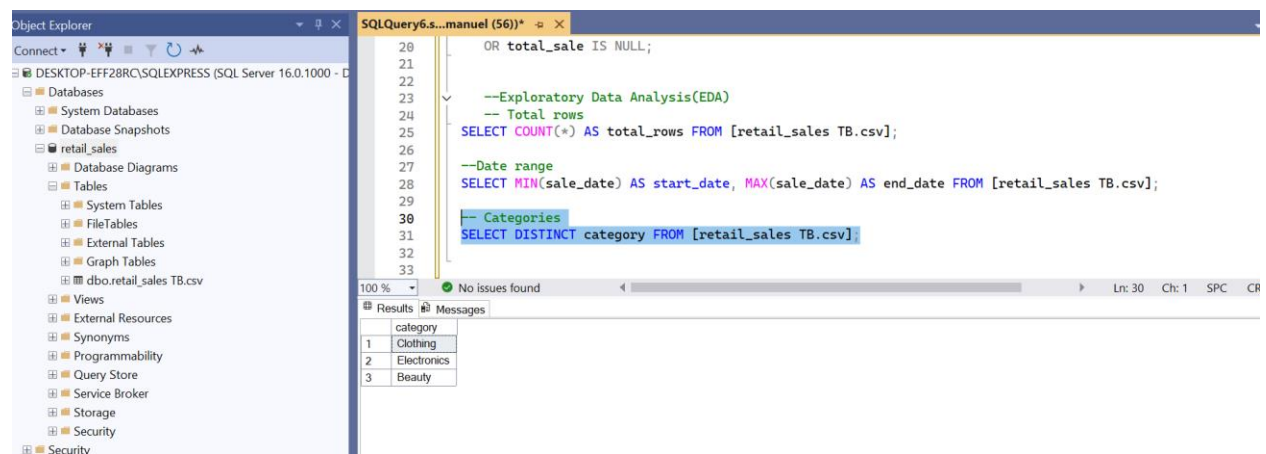 Object Explorer
Connect
DESKTOP-EFF28RC\SQLEXPRESS (SQL Server 16.0.1000 - D
Databases
System Databases
Database Snapshots
retail_sales
Database Diagrams
Tables
System Tables
FileTables
External Tables
Graph Tables
dbo.retail_sales TB.csv
Views
External Resources
Synonyms
Programmability
Query Store
Service Broker
Storage
Security
Security
SQLQuery6.s...manuel (56))*
20 OR total_sale IS NULL;
21
22
23 --Exploratory Data Analysis(EDA)
24 -- Total rows
25 SELECT COUNT(*) AS total_rows FROM [retail_sales TB.csv];
26
27 --Date range
28 SELECT MIN(sale_date) AS start_date, MAX(sale_date) AS end_date FROM [retail_sales TB.csv];
29
30 -- Categories
31 SELECT DISTINCT category FROM [retail_sales TB.csv];
32
33
100 % No issues found Ln: 30 Ch: 1 SPC CR
Results Messages
category
1 Clothing
2 Electronics
3 Beauty